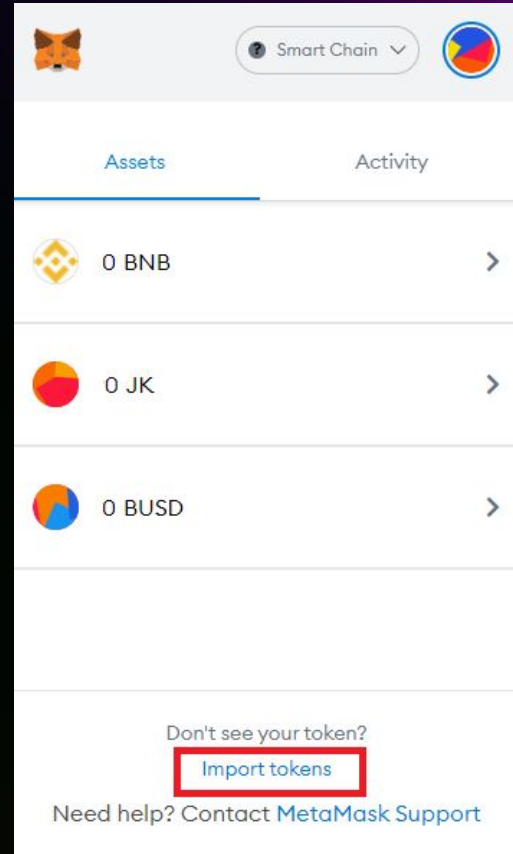 Smart Chain
Assets Activity
0 BNB
0 JK
0 BUSD
Don't see your token?
Import tokens
Need help? Contact MetaMask Support